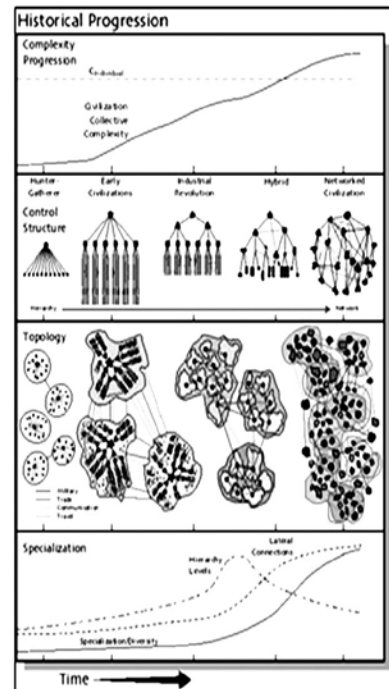 Historical Progression
Complexity
Progression
C individual
Civilization
Collective
Complexity
Hunter-
Gatherer
Early
Civilizations
Industrial
Revolution
Hybrid
Networked
Civilization
Control
Structure
Hierarchy
Network
Topology
Military
Trade
Communication
Travel
Specialization
Hierarchy
Levels
Lateral
Connections
Specialization/Diversity
Time